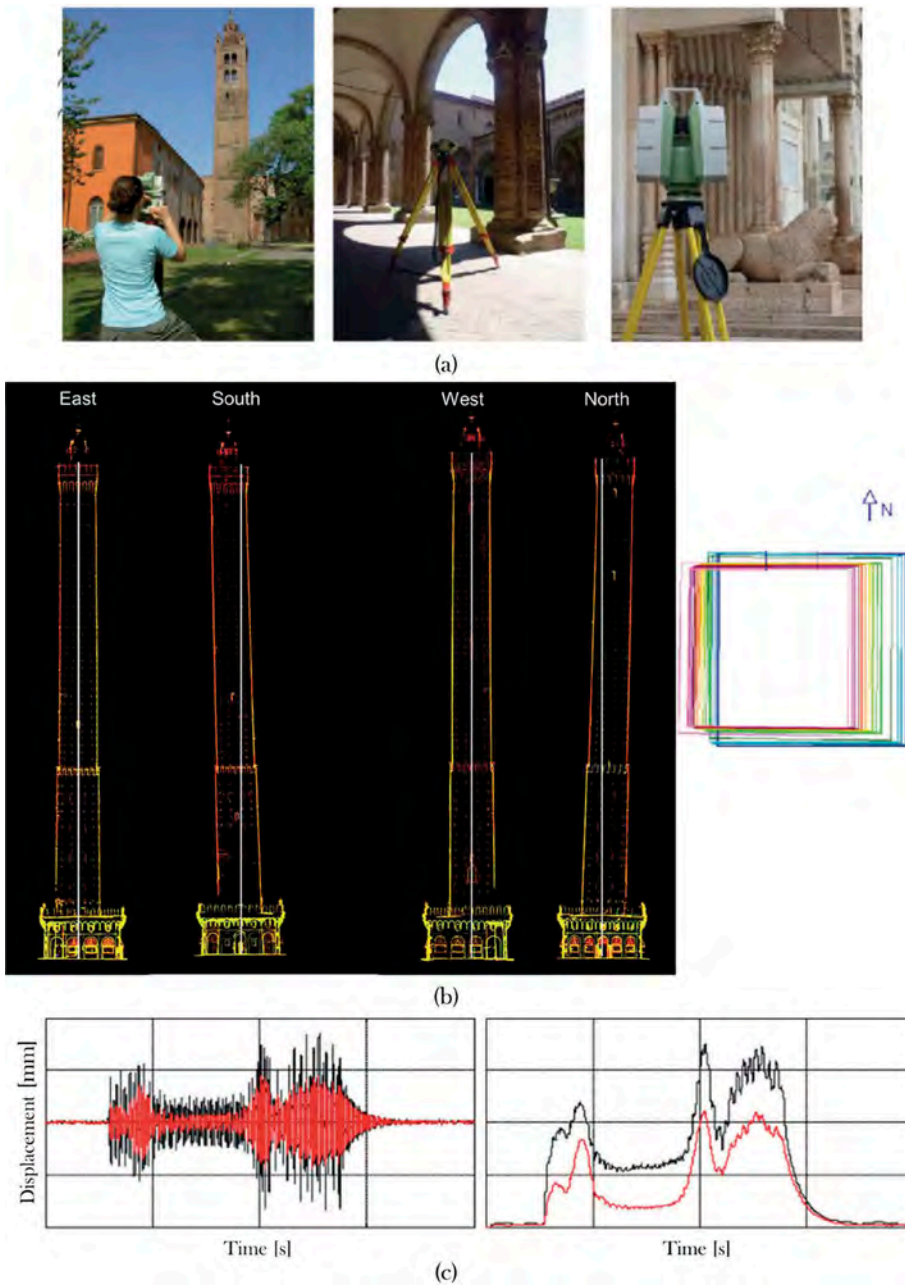 (a)
East South West North
N
(b)
Displacement [mm]
Time [s] Time [s]
(c)